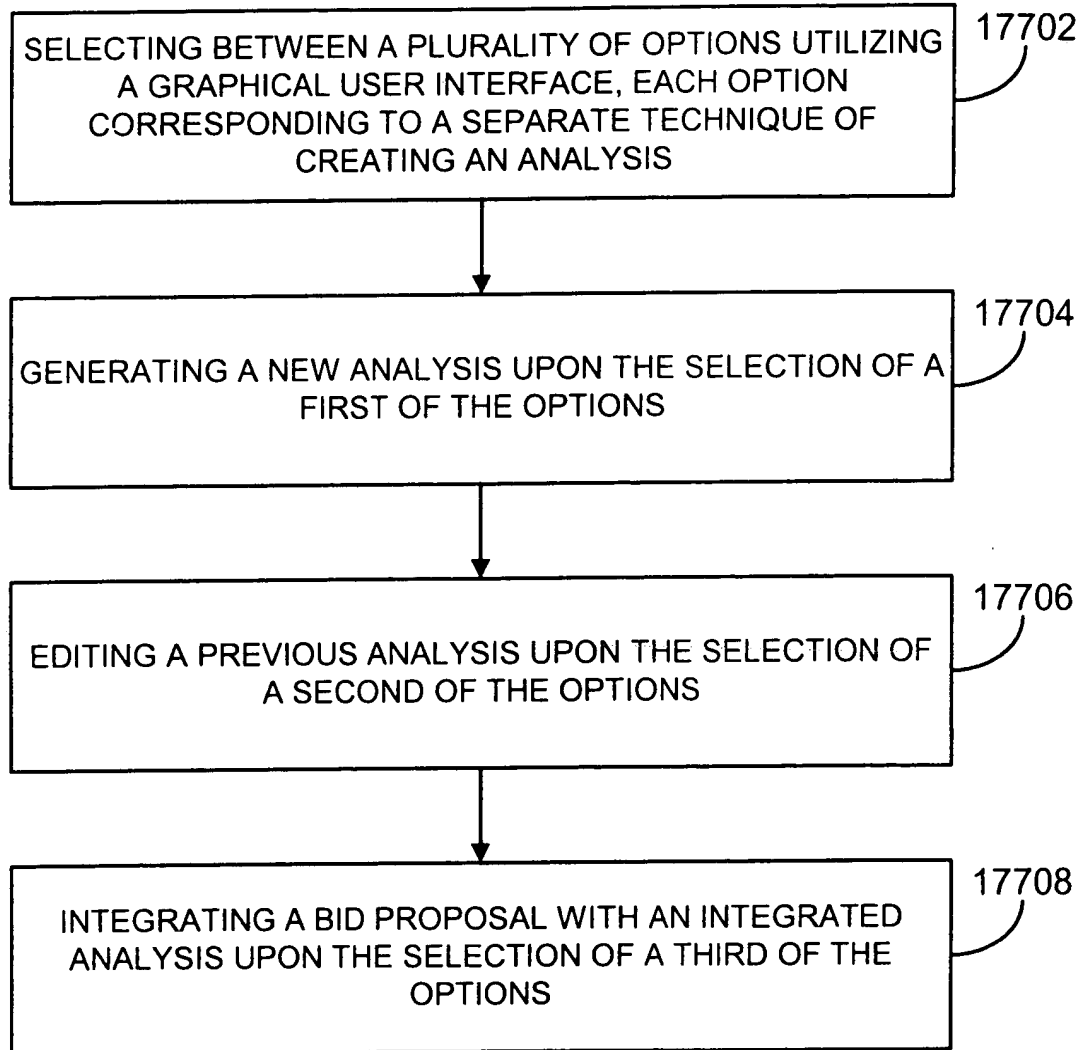 SELECTING BETWEEN A PLURALITY OF OPTIONS UTILIZING
A GRAPHICAL USER INTERFACE, EACH OPTION
CORRESPONDING TO A SEPARATE TECHNIQUE OF
CREATING AN ANALYSIS
17702
GENERATING A NEW ANALYSIS UPON THE SELECTION OF A
FIRST OF THE OPTIONS
17704
EDITING A PREVIOUS ANALYSIS UPON THE SELECTION OF
A SECOND OF THE OPTIONS
17706
INTEGRATING A BID PROPOSAL WITH AN INTEGRATED
ANALYSIS UPON THE SELECTION OF A THIRD OF THE
OPTIONS
17708